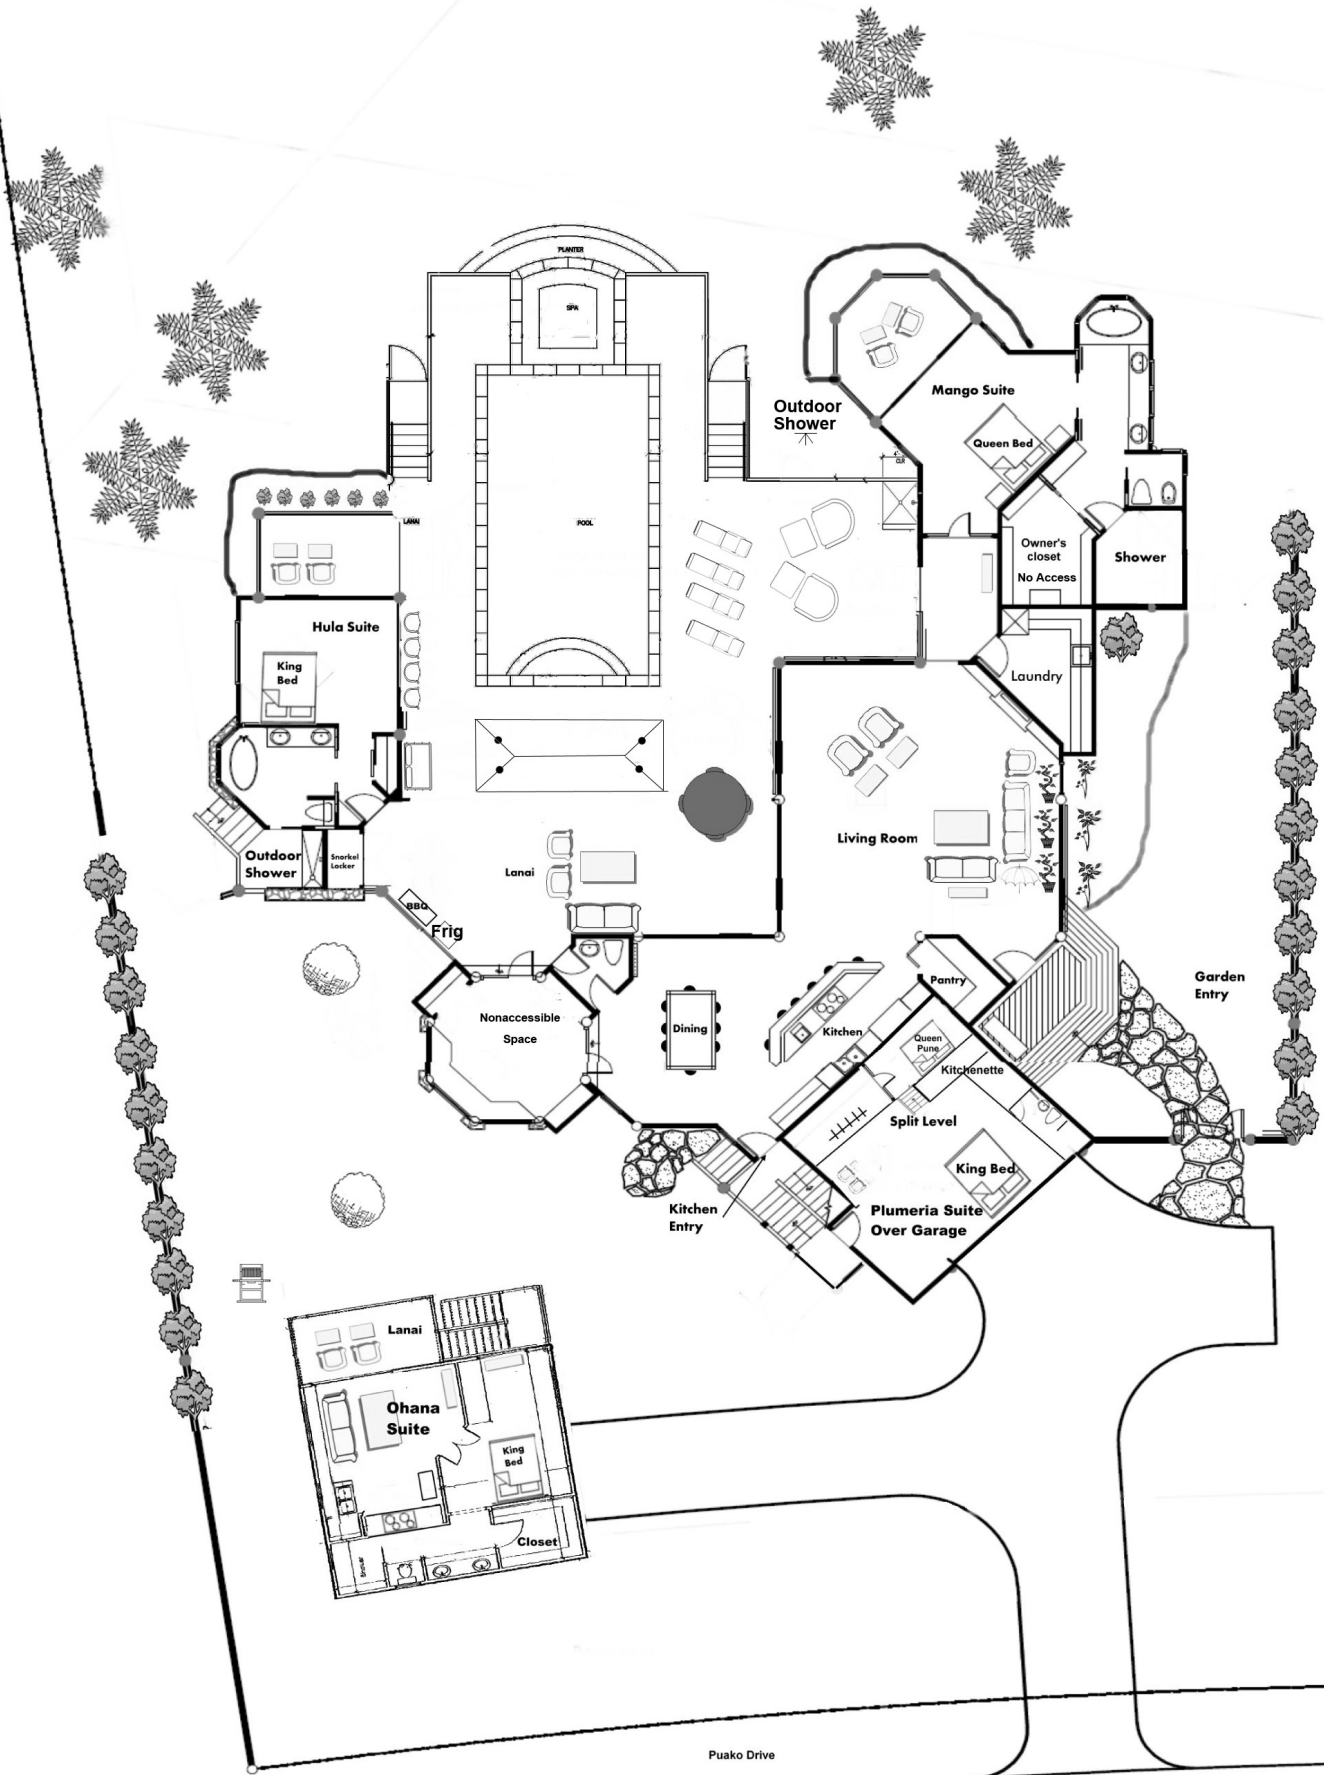 PLANTER
SPA
Mango Suite
Outdoor
Shower
Queen Bed
4'
CLR
LANAI
POOL
Owner's
closet
No Access
Shower
Hula Suite
King
Bed
Laundry
Living Room
Outdoor
Shower
Snorkel
Locker
Lanai
BBQ
Frig
Pantry
Garden
Entry
Nonaccessible
Space
Dining
Kitchen
Queen
Pune
Kitchenette
Split Level
King Bed
Kitchen
Entry
Plumeria Suite
Over Garage
Lanai
Ohana
Suite
King
Bed
Closet
Shower
Puako Drive